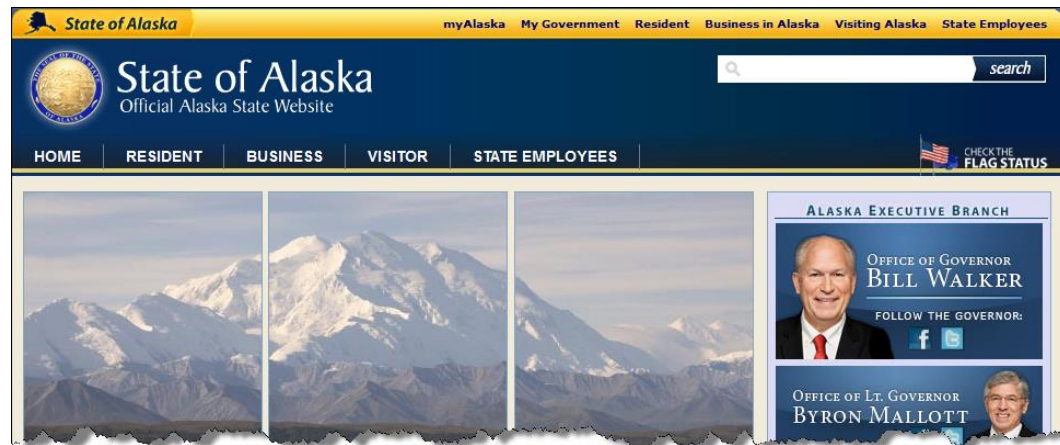 State of Alaska
myAlaska My Government Resident Business in Alaska Visiting Alaska State Employees
State of Alaska
Official Alaska State Website
search
HOME RESIDENT BUSINESS VISITOR STATE EMPLOYEES
CHECK THE
FLAG STATUS
ALASKA EXECUTIVE BRANCH
OFFICE OF GOVERNOR
BILL WALKER
FOLLOW THE GOVERNOR:
OFFICE OF LT. GOVERNOR
BYRON MALLOTT